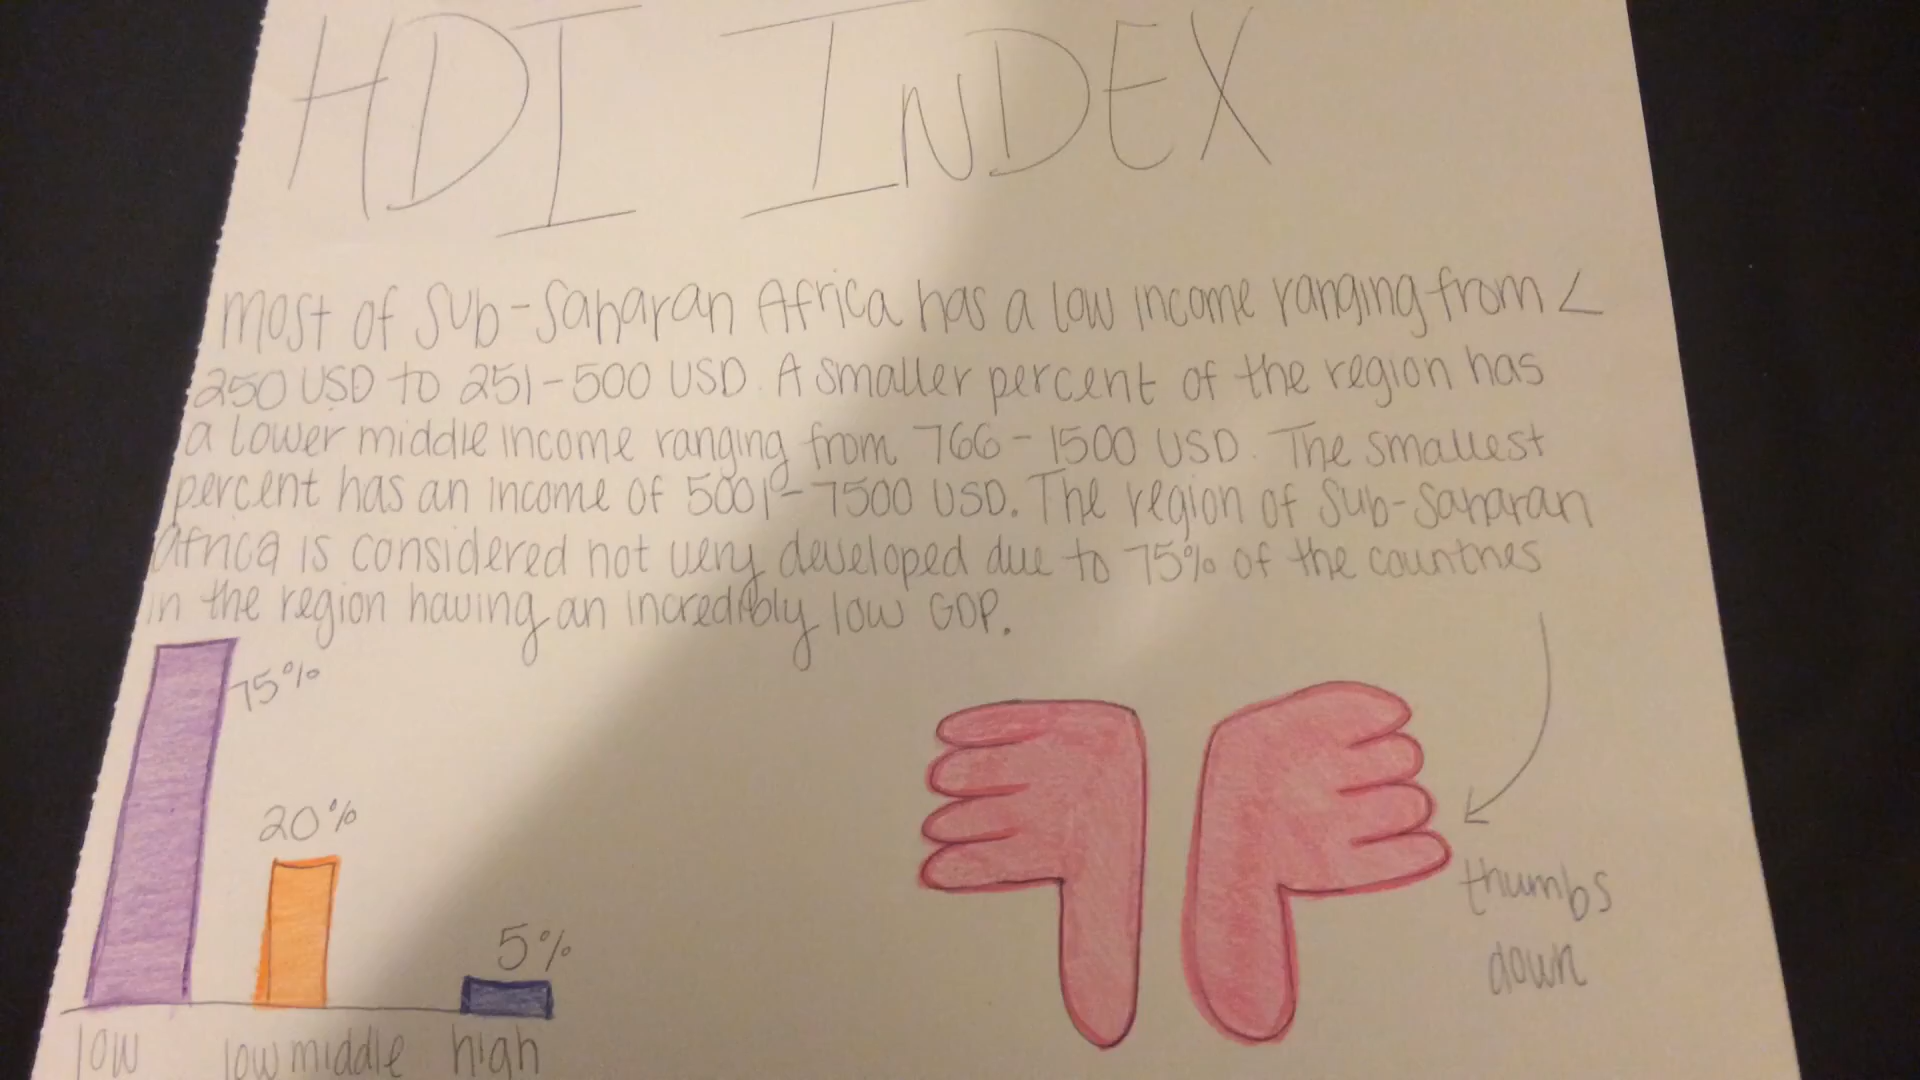 HDI INDEX
most of Sub-Saharan Africa has a low income ranging from <
250 USD to 251-500 USD. A smaller percent of the region has
a lower middle income ranging from 766-1500 USD. The smallest
percent has an income of 5001-7500 USD. The region of Sub-Saharan
Africa is considered not very developed due to 75% of the countries
in the region having an incredibly low GDP.
75%
20%
5%
low
low middle
high
thumbs
down